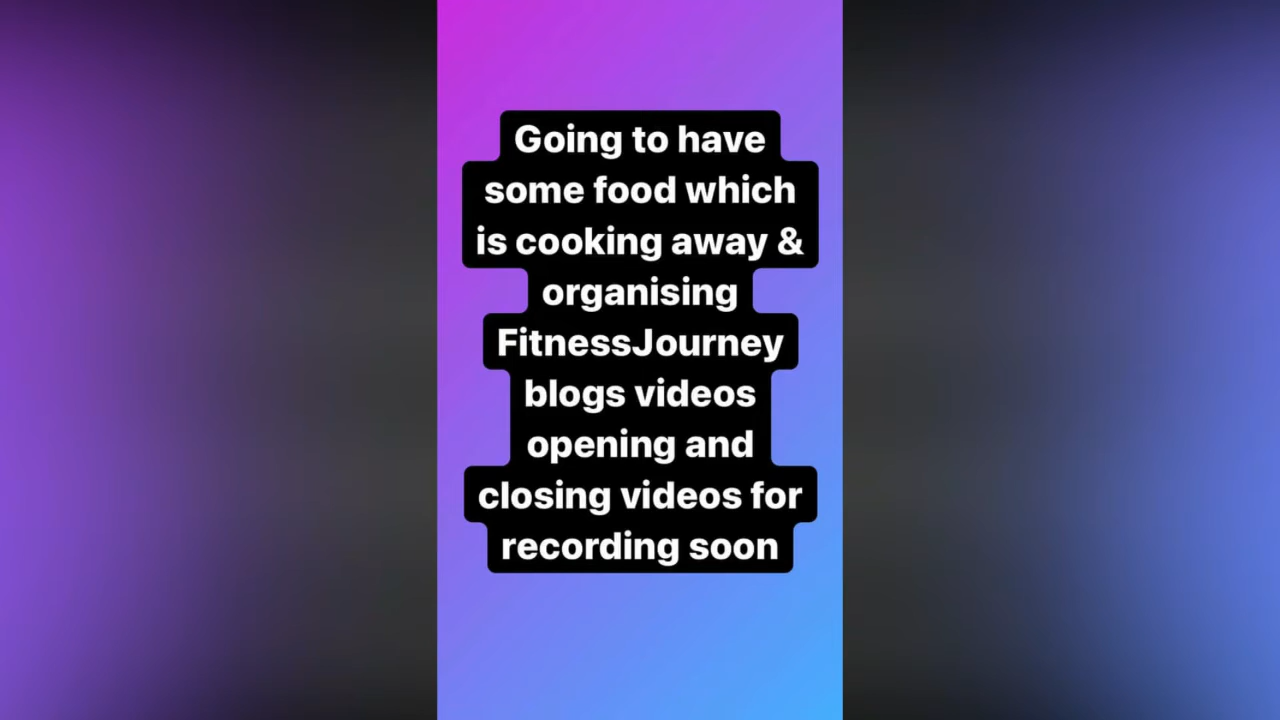 Going to have
some food which
is cooking away &
organising
FitnessJourney
blogs videos
opening and
closing videos for
recording soon